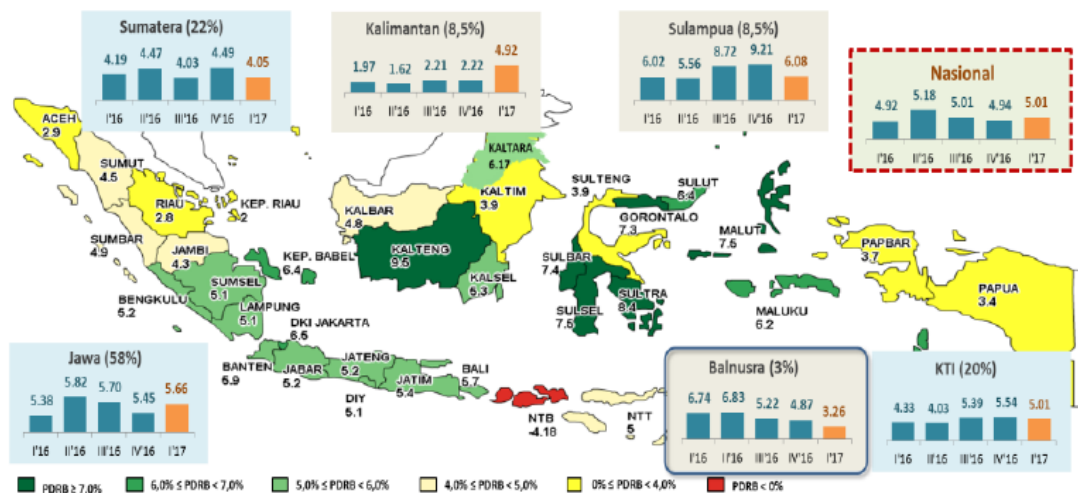 Sumatera (22%)
4.19 4.47 4.03 4.49 4.05
I'16 II'16 III'16 IV'16 I'17
Kalimantan (8,5%)
1.97 1.62 2.21 2.22 4.92
I'16 II'16 III'16 IV'16 I'17
Sulampua (8,5%)
6.02 5.56 8.72 9.21 6.08
I'16 II'16 III'16 IV'16 I'17
Nasional
4.92 5.18 5.01 4.94 5.01
I'16 II'16 III'16 IV'16 I'17
ACEH
2.9
SUMUT
4.5
RIAU
2.8
KEP. RIAU
2
SUMBAR
4.9
JAMBI
4.3
KEP. BABEL
6.4
SUMSEL
5.1
BENGKULU
5.2
LAMPUNG
5.1
KALTARA
6.17
KALTIM
3.9
KALBAR
4.8
KALTENG
9.5
KALSEL
5.3
SULTENG
3.9
SULUT
6.4
GORONTALO
7.3
MALUT
7.5
SULBAR
7.4
SULTRA
8.4
SULSEL
7.5
MALUKU
6.2
PAPBAR
3.7
PAPUA
3.4
DKI JAKARTA
6.5
BANTEN
5.9
JABAR
5.2
JATENG
5.2
DIY
5.1
JATIM
5.4
BALI
5.7
NTB
-4.18
NTT
5
Jawa (58%)
5.38 5.82 5.70 5.45 5.66
I'16 II'16 III'16 IV'16 I'17
Balnusra (3%)
6.74 6.83 5.22 4.87 3.26
I'16 II'16 III'16 IV'16 I'17
KTI (20%)
4.33 4.03 5.39 5.54 5.01
I'16 II'16 III'16 IV'16 I'17
PDRB ≥ 7,0% 6,0% ≤ PDRB < 7,0% 5,0% ≤ PDRB < 6,0% 4,0% ≤ PDRB < 5,0% 0% ≤ PDRB < 4,0% PDRB < 0%